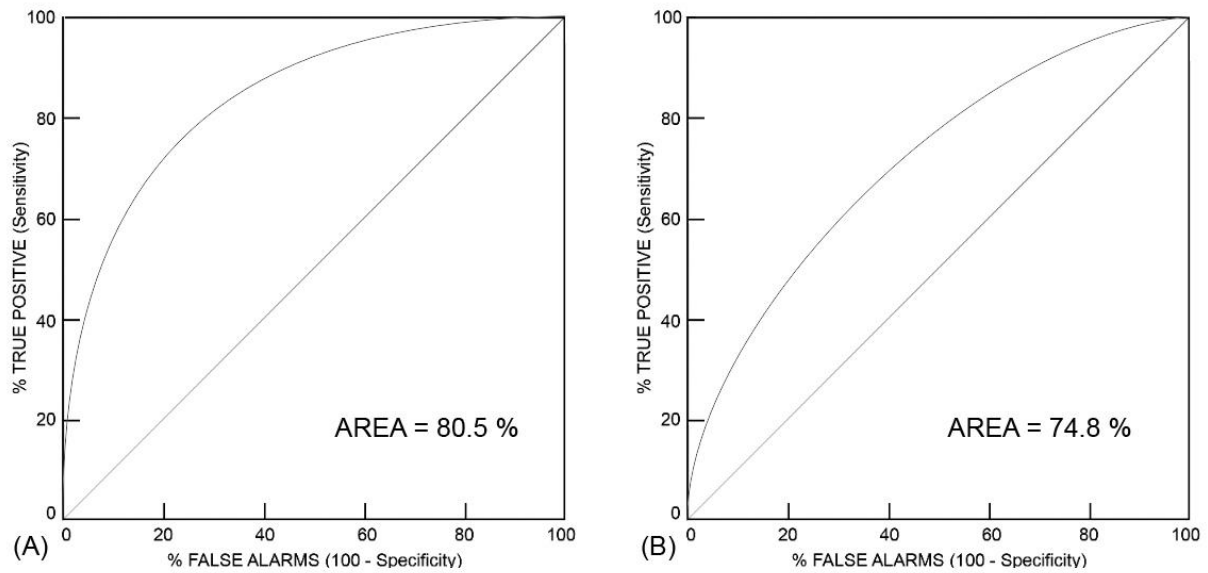 100
80
60
40
20
0
% TRUE POSITIVE (Sensitivity)
AREA = 80.5 %
0 20 40 60 80 100
% FALSE ALARMS (100 - Specificity)
(A)
100
80
60
40
20
0
% TRUE POSITIVE (Sensitivity)
AREA = 74.8 %
0 20 40 60 80 100
% FALSE ALARMS (100 - Specificity)
(B)